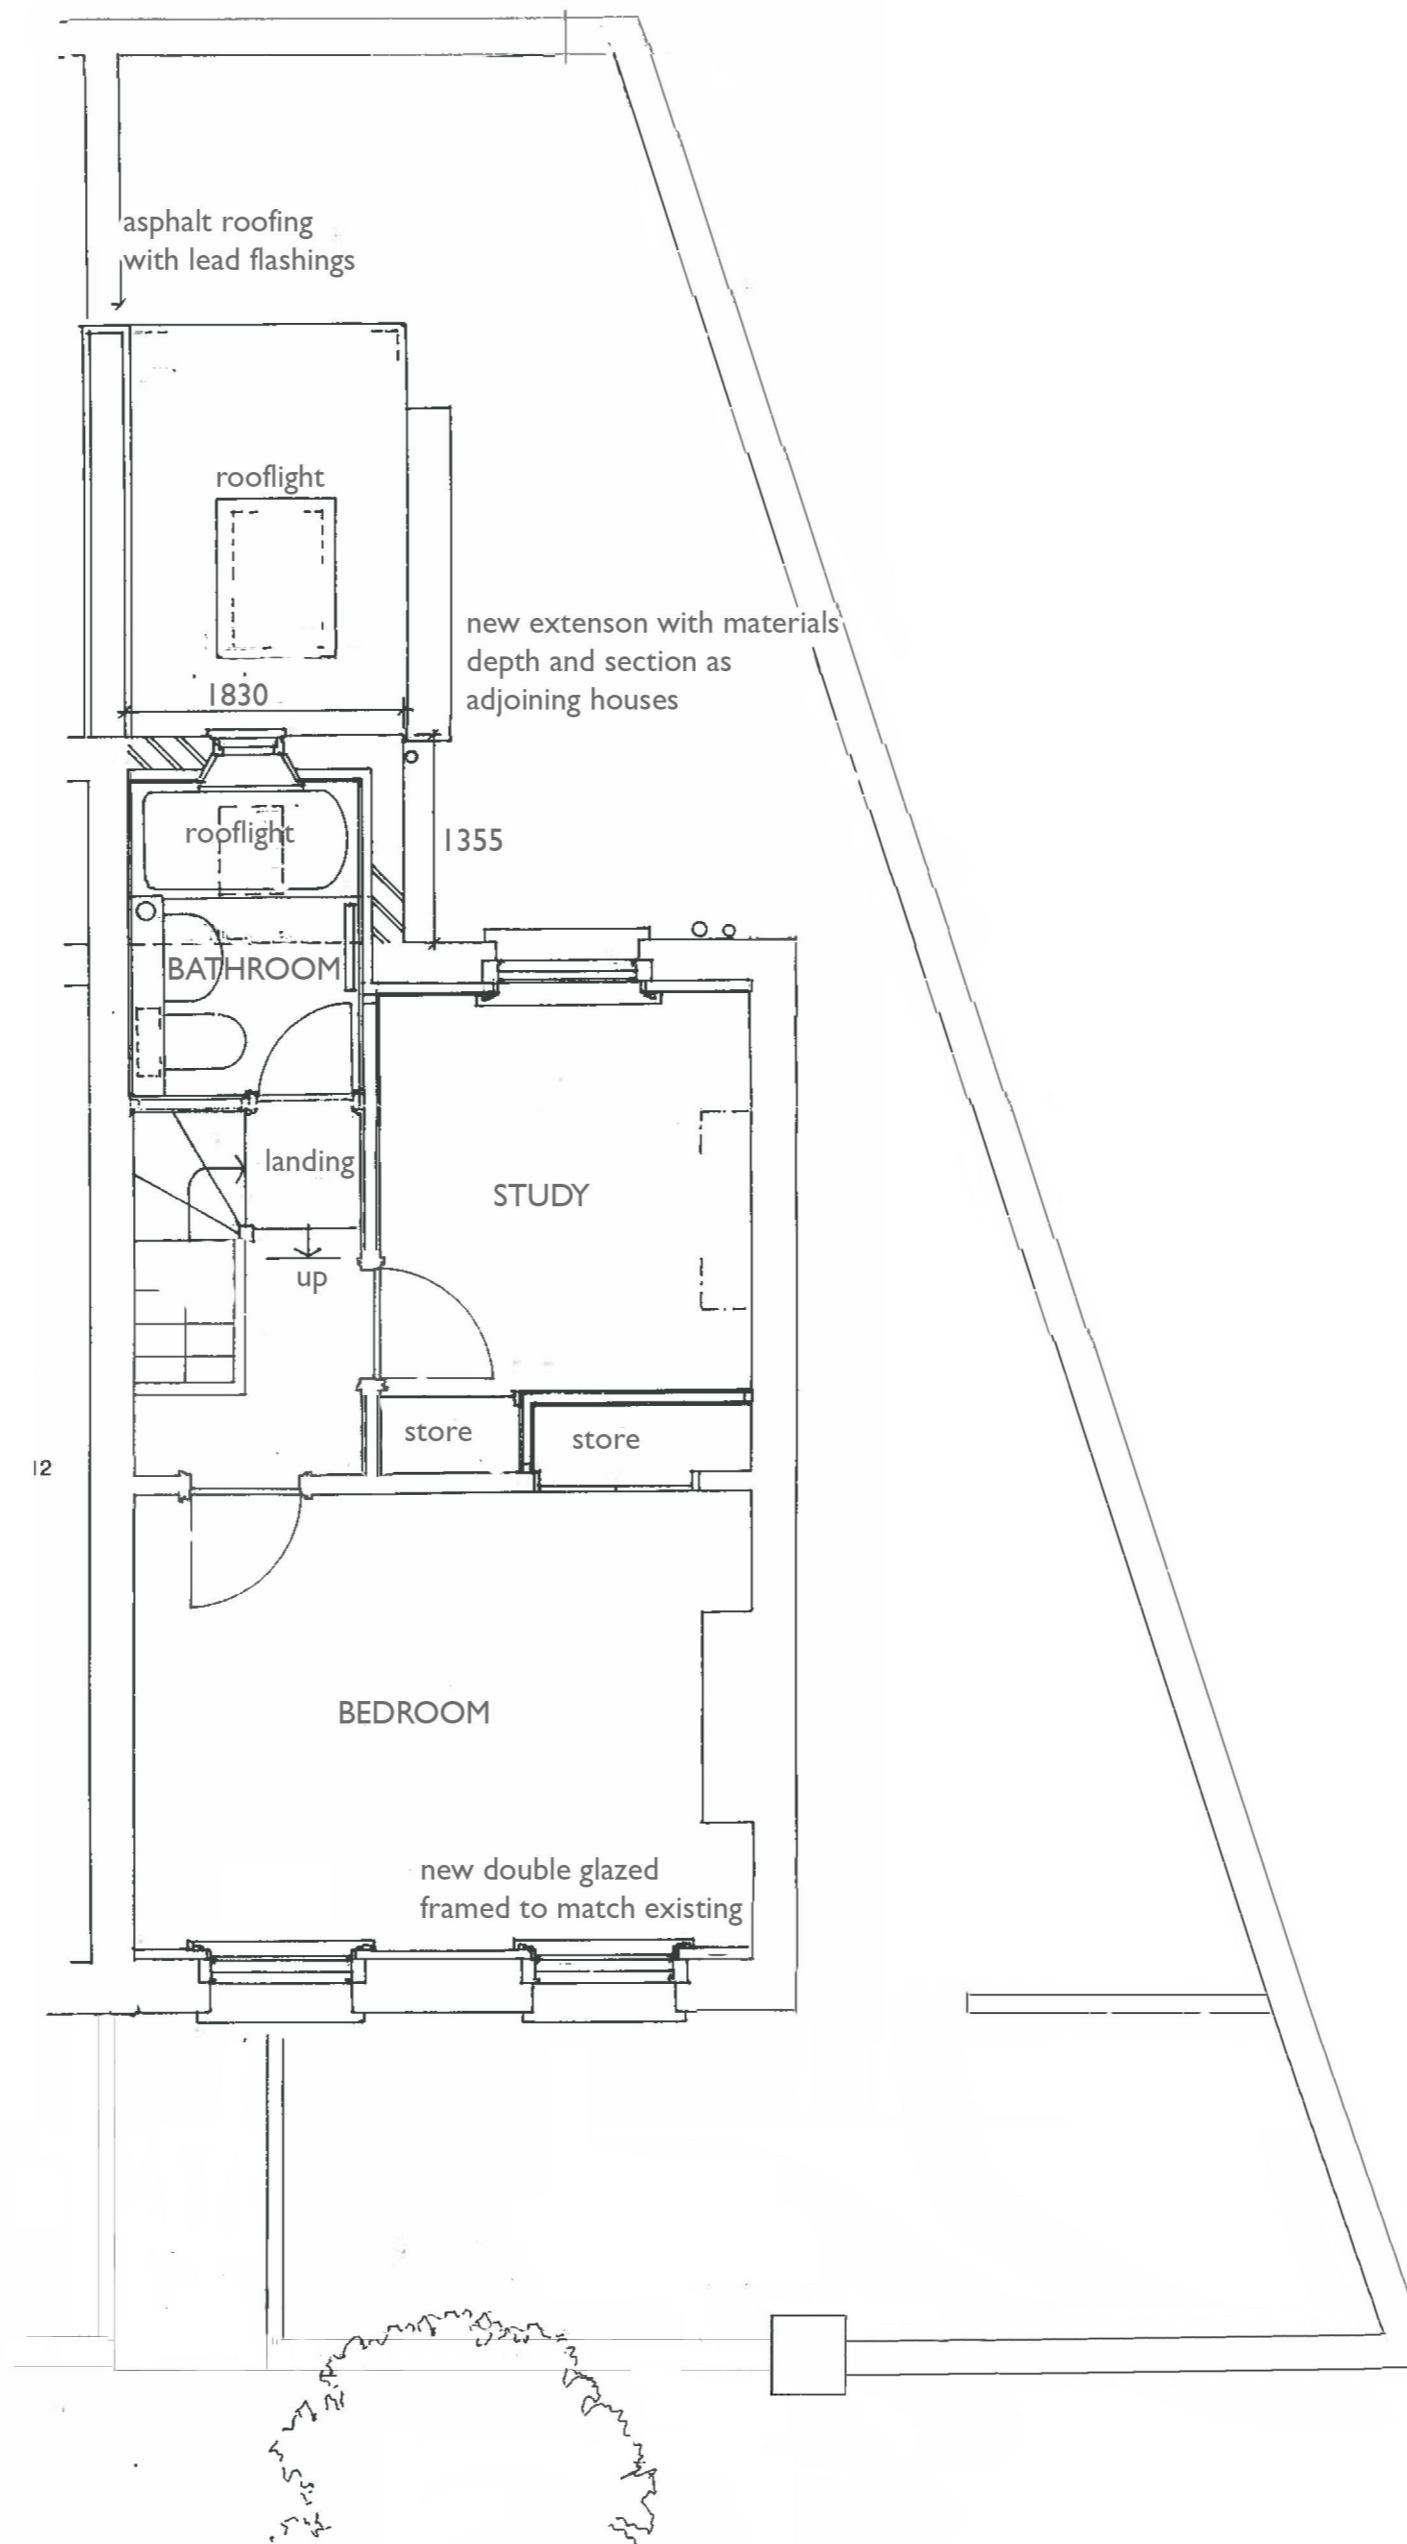 asphalt roofing
with lead flashings
rooflight
new extenson with materials
depth and section as
adjoining houses
1830
rooflight
1355
BATHROOM
landing
STUDY
up
store
store
12
BEDROOM
new double glazed
framed to match existing